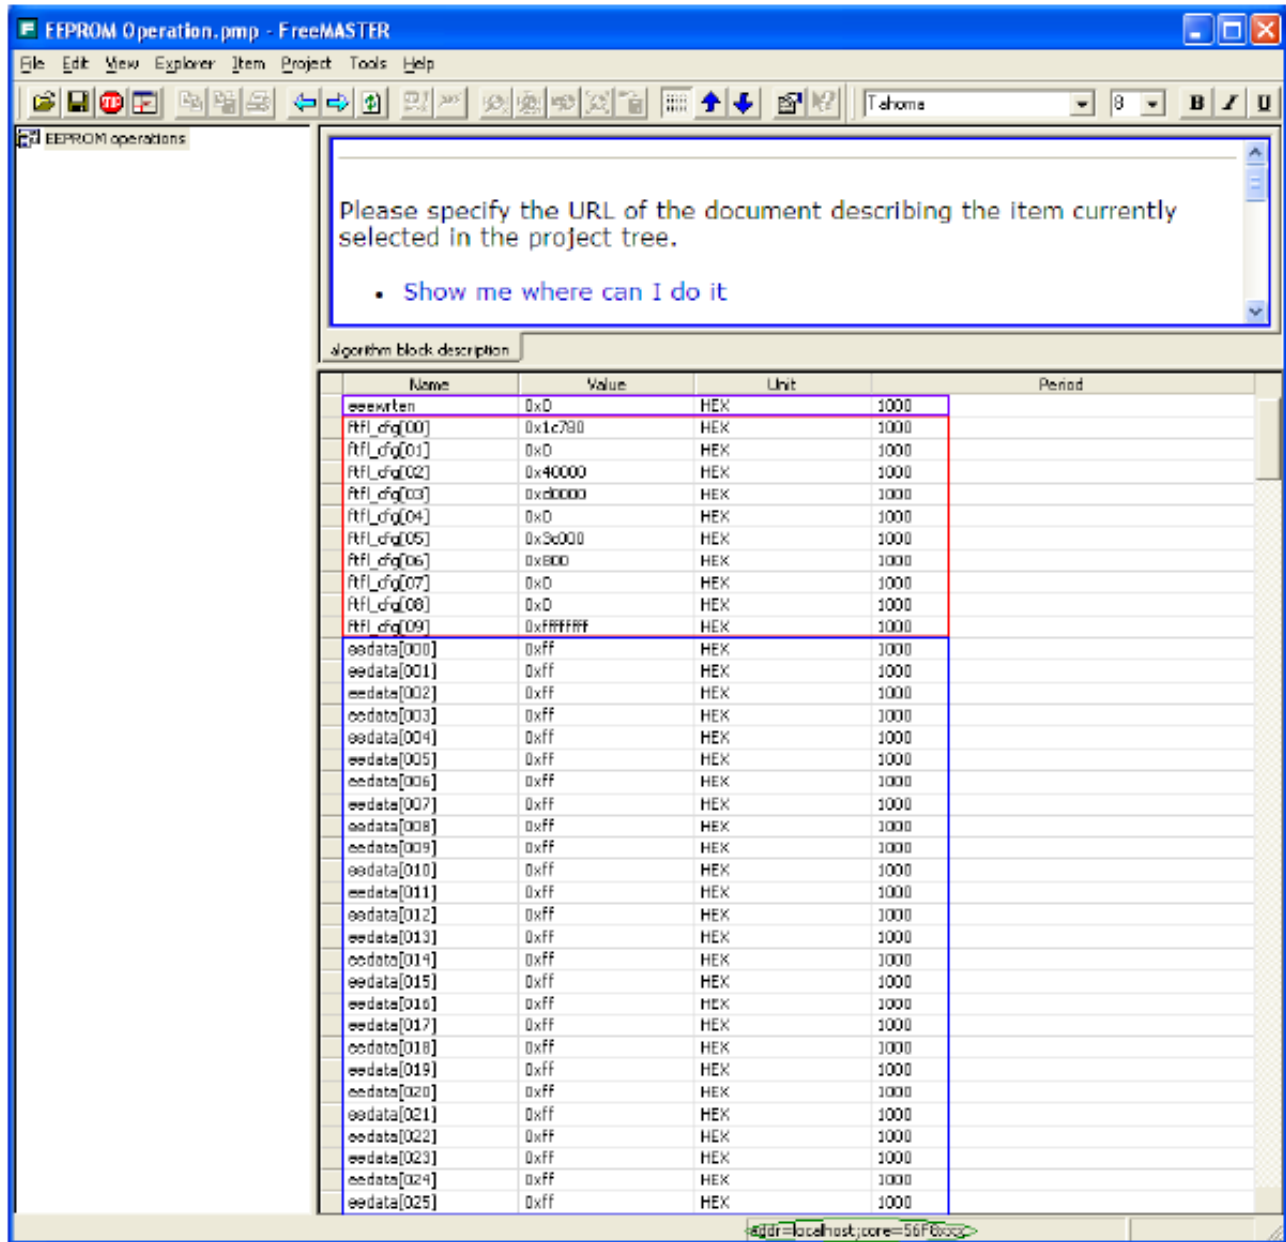 EEPROM Operation.pmp - FreeMASTER
File Edit View Explorer Item Project Tools Help
Tahoma 8 B I U
EEPROM operations
Please specify the URL of the document describing the item currently
selected in the project tree.
• Show me where can I do it
algorithm block description
Name Value Unit Period
eeewrten 0x0 HEX 1000
ftfl_cfg[00] 0x1c780 HEX 1000
ftfl_cfg[01] 0x0 HEX 1000
ftfl_cfg[02] 0x40000 HEX 1000
ftfl_cfg[03] 0xd0000 HEX 1000
ftfl_cfg[04] 0x0 HEX 1000
ftfl_cfg[05] 0x3c000 HEX 1000
ftfl_cfg[06] 0x800 HEX 1000
ftfl_cfg[07] 0x0 HEX 1000
ftfl_cfg[08] 0x0 HEX 1000
ftfl_cfg[09] 0xffffffff HEX 1000
eedata[000] 0xff HEX 1000
eedata[001] 0xff HEX 1000
eedata[002] 0xff HEX 1000
eedata[003] 0xff HEX 1000
eedata[004] 0xff HEX 1000
eedata[005] 0xff HEX 1000
eedata[006] 0xff HEX 1000
eedata[007] 0xff HEX 1000
eedata[008] 0xff HEX 1000
eedata[009] 0xff HEX 1000
eedata[010] 0xff HEX 1000
eedata[011] 0xff HEX 1000
eedata[012] 0xff HEX 1000
eedata[013] 0xff HEX 1000
eedata[014] 0xff HEX 1000
eedata[015] 0xff HEX 1000
eedata[016] 0xff HEX 1000
eedata[017] 0xff HEX 1000
eedata[018] 0xff HEX 1000
eedata[019] 0xff HEX 1000
eedata[020] 0xff HEX 1000
eedata[021] 0xff HEX 1000
eedata[022] 0xff HEX 1000
eedata[023] 0xff HEX 1000
eedata[024] 0xff HEX 1000
eedata[025] 0xff HEX 1000
addr=localhost;core=56F8xxx